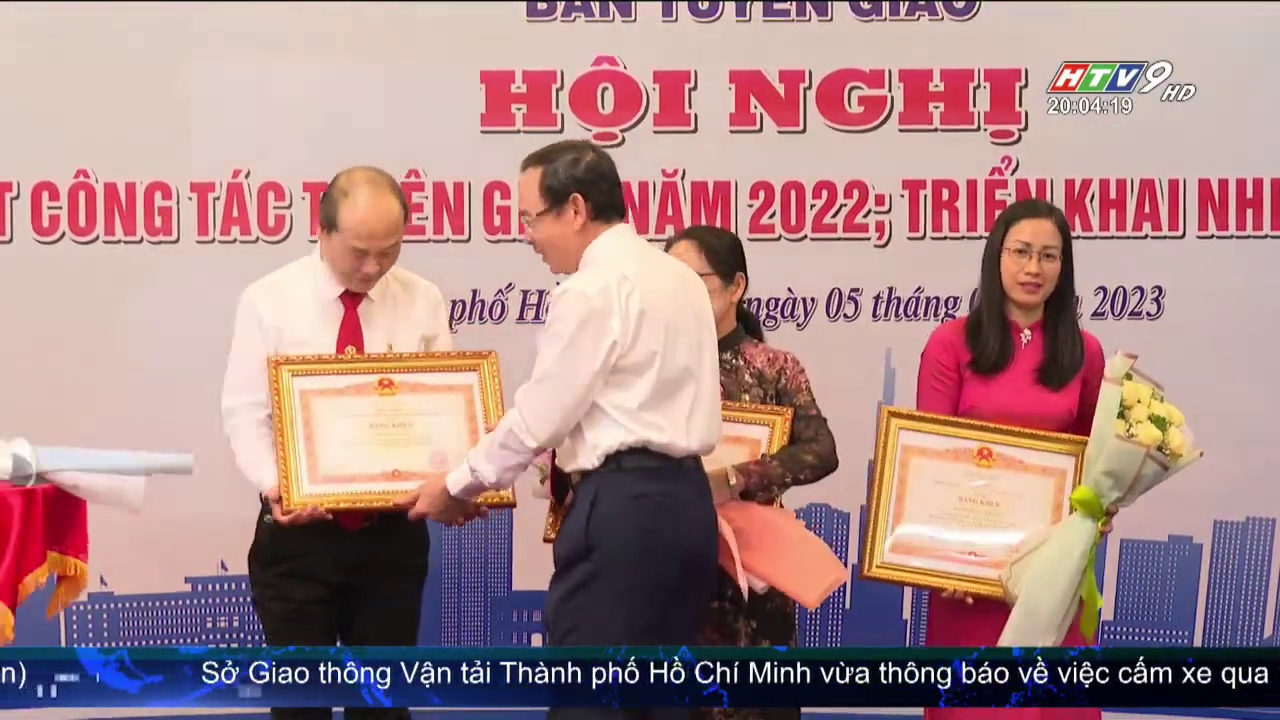 BAN TUYÊN GIÁO
HỘI NGHỊ
HTV9 HD
20:04:19
T CÔNG TÁC T ÊN G NĂM 2022; TRIỂN KHAI NHI
phố H ngày 05 tháng 2023
BẰNG KHEN
BẰNG KHEN
n) Sở Giao thông Vận tải Thành phố Hồ Chí Minh vừa thông báo về việc cấm xe qua